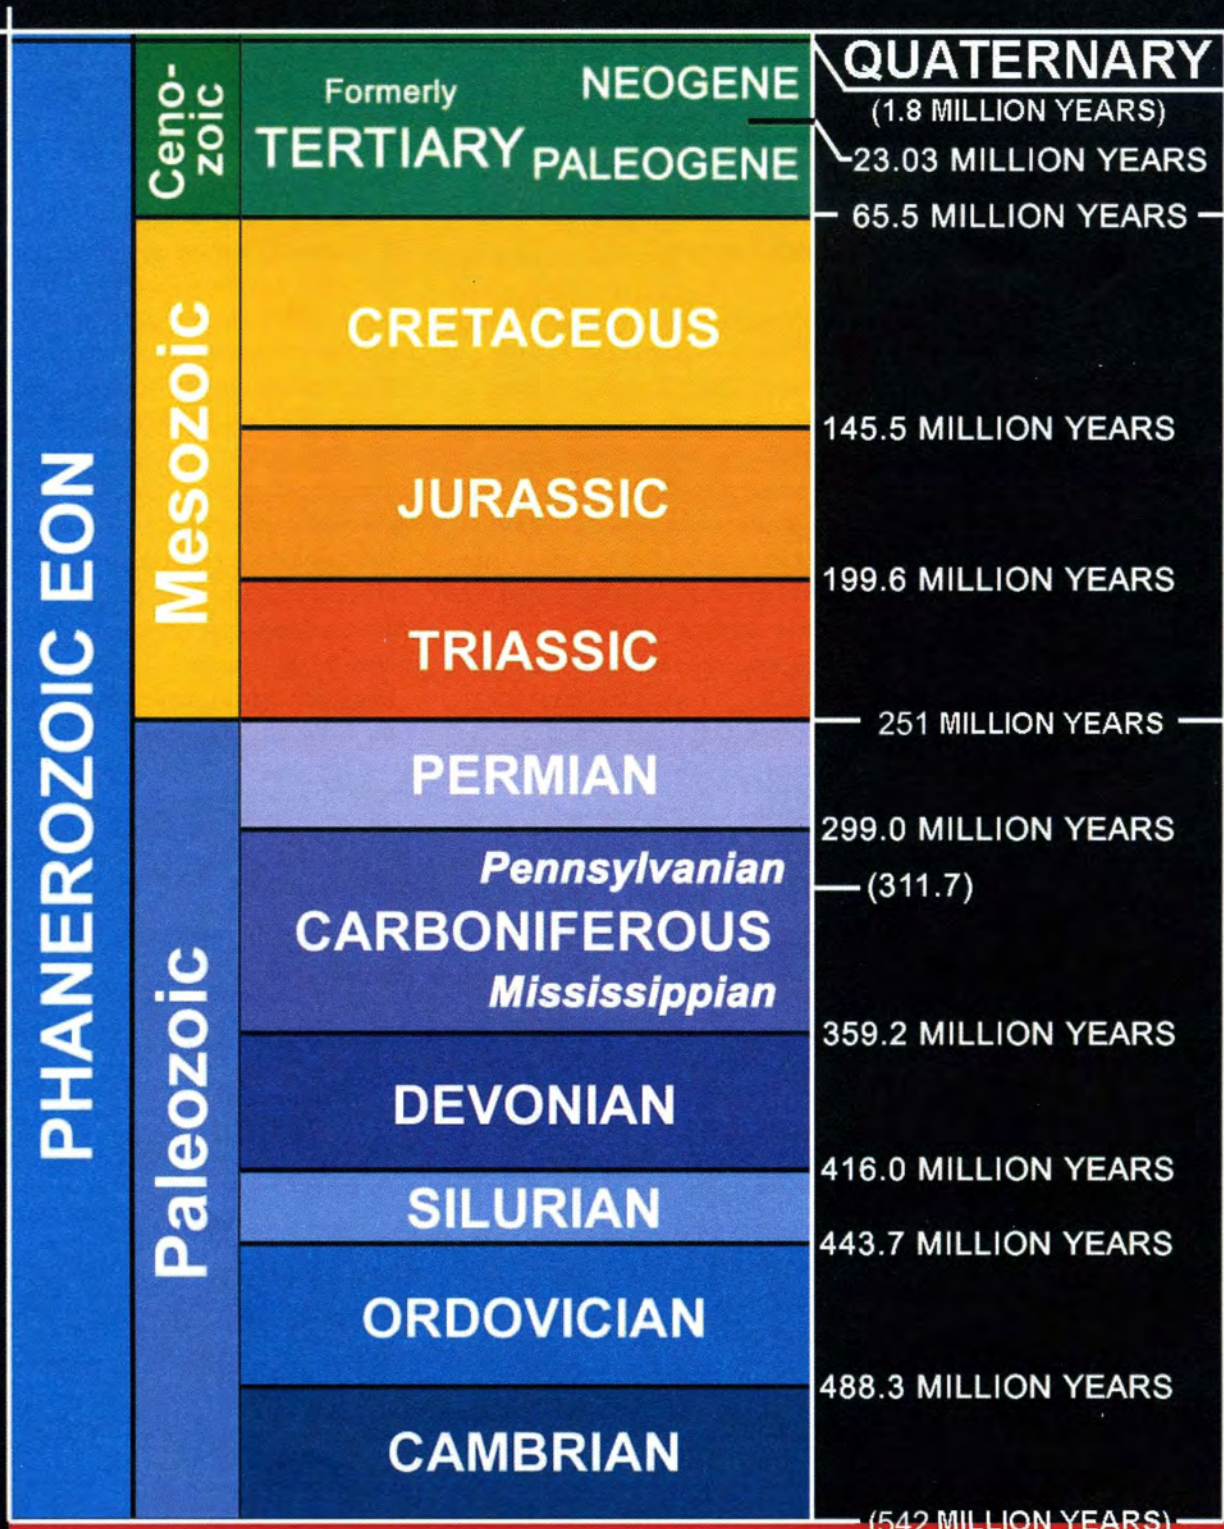 PHANEROZOIC EON
Ceno-
zoic
Formerly
TERTIARY
NEOGENE
PALEOGENE
QUATERNARY
(1.8 MILLION YEARS)
23.03 MILLION YEARS
65.5 MILLION YEARS
Mesozoic
CRETACEOUS
145.5 MILLION YEARS
JURASSIC
199.6 MILLION YEARS
TRIASSIC
251 MILLION YEARS
Paleozoic
PERMIAN
299.0 MILLION YEARS
Pennsylvanian
(311.7)
CARBONIFEROUS
Mississippian
359.2 MILLION YEARS
DEVONIAN
416.0 MILLION YEARS
SILURIAN
443.7 MILLION YEARS
ORDOVICIAN
488.3 MILLION YEARS
CAMBRIAN
(542 MILLION YEARS)